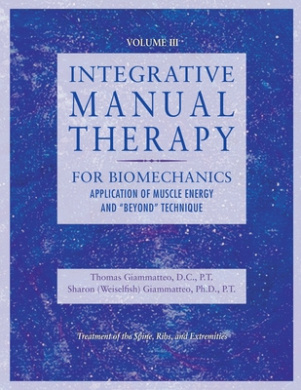 VOLUME III
INTEGRATIVE
MANUAL
THERAPY
FOR BIOMECHANICS
APPLICATION OF MUSCLE ENERGY
AND "BEYOND" TECHNIQUE
Thomas Giammatteo, D.C., P.T.
Sharon (Weiselfish) Giammatteo, Ph.D., P.T.
Treatment of the Spine, Ribs, and Extremities